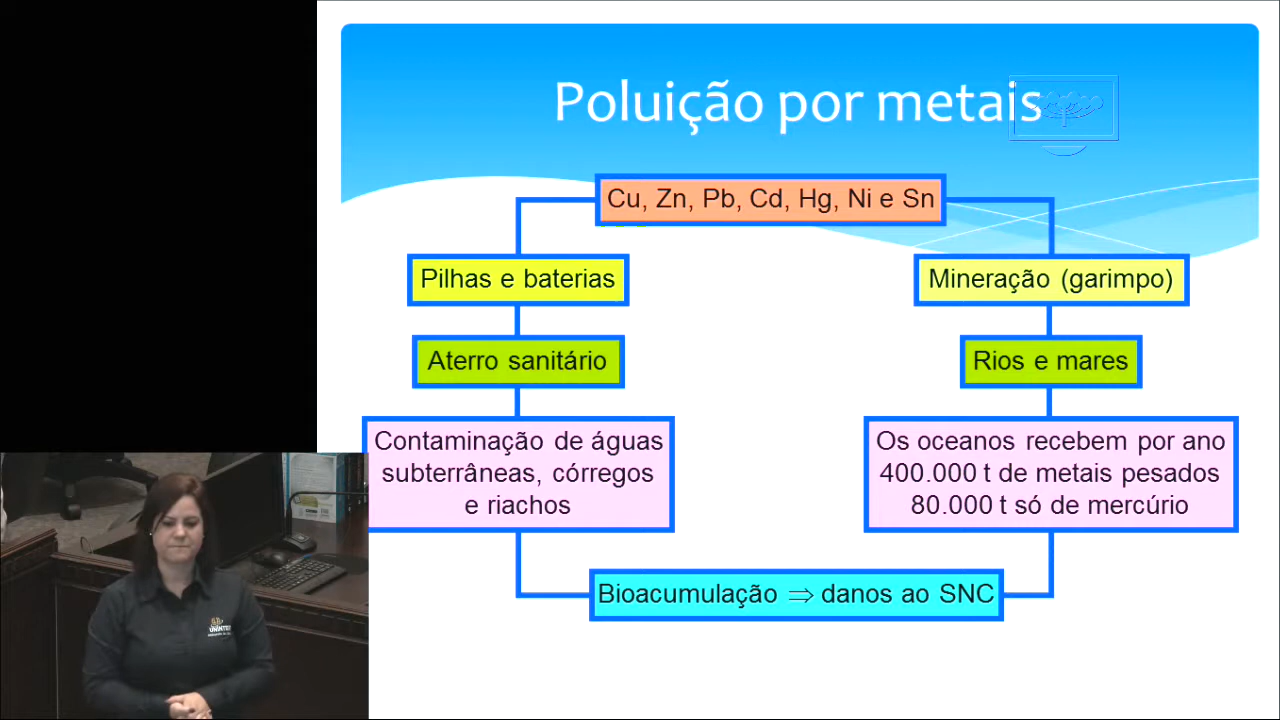 Poluição por metais
Cu, Zn, Pb, Cd, Hg, Ni e Sn
Pilhas e baterias
Mineração (garimpo)
Aterro sanitário
Rios e mares
Contaminação de águas
subterrâneas, córregos
e riachos
Os oceanos recebem por ano
400.000 t de metais pesados
80.000 t só de mercúrio
Bioacumulação ⇒ danos ao SNC